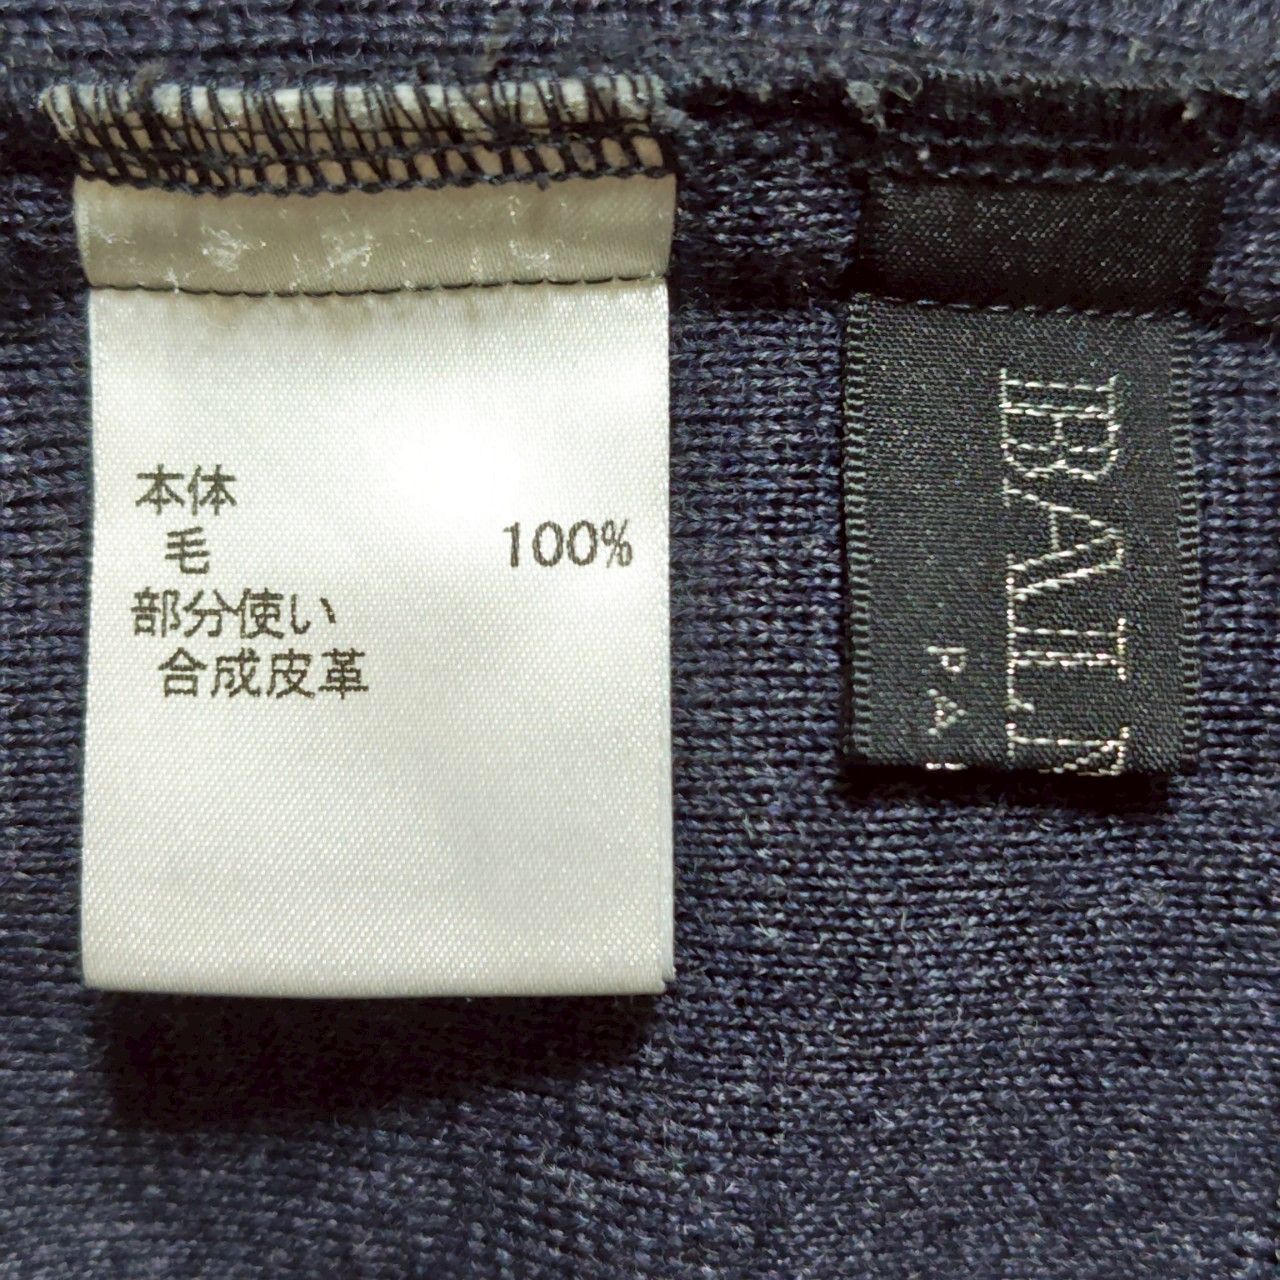 本体
毛 100%
部分使い
合成皮革